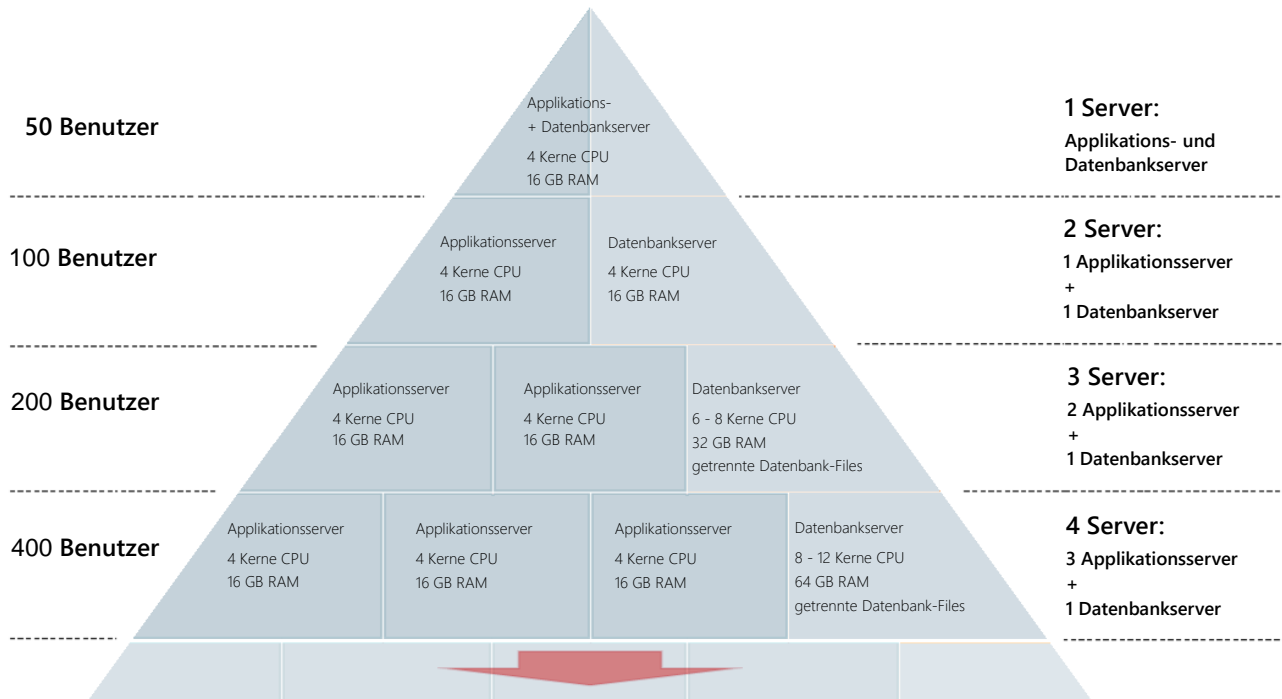 50 Benutzer
Applikations-
+ Datenbankserver
4 Kerne CPU
16 GB RAM
1 Server:
Applikations- und
Datenbankserver
100 Benutzer
Applikationsserver
4 Kerne CPU
16 GB RAM
Datenbankserver
4 Kerne CPU
16 GB RAM
2 Server:
1 Applikationsserver
+
1 Datenbankserver
200 Benutzer
Applikationsserver
4 Kerne CPU
16 GB RAM
Applikationsserver
4 Kerne CPU
16 GB RAM
Datenbankserver
6 - 8 Kerne CPU
32 GB RAM
getrennte Datenbank-Files
3 Server:
2 Applikationsserver
+
1 Datenbankserver
400 Benutzer
Applikationsserver
4 Kerne CPU
16 GB RAM
Applikationsserver
4 Kerne CPU
16 GB RAM
Applikationsserver
4 Kerne CPU
16 GB RAM
Datenbankserver
8 - 12 Kerne CPU
64 GB RAM
getrennte Datenbank-Files
4 Server:
3 Applikationsserver
+
1 Datenbankserver